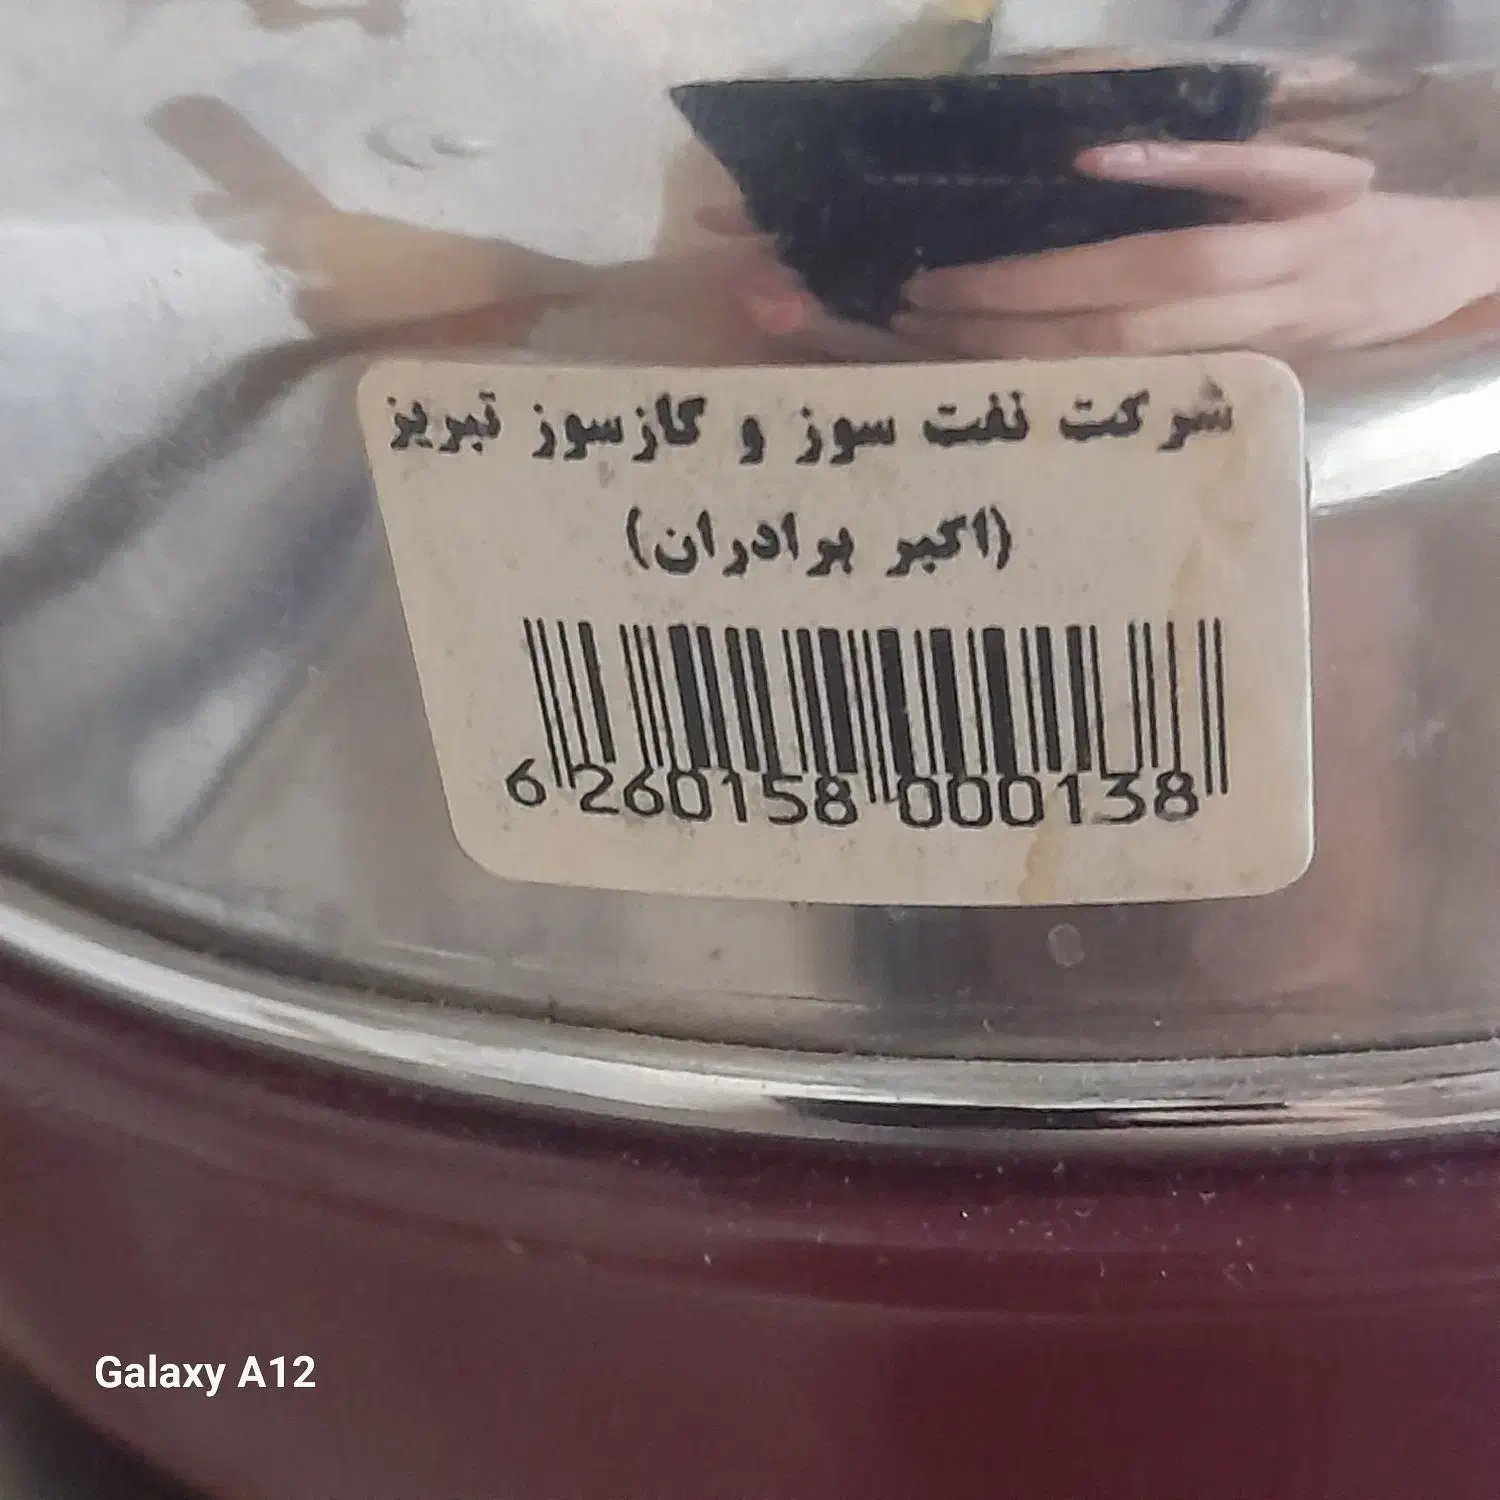 شرکت نفت سوز و گازسوز تبریز
(اکبر برادران)
6 260158 000138
Galaxy A12